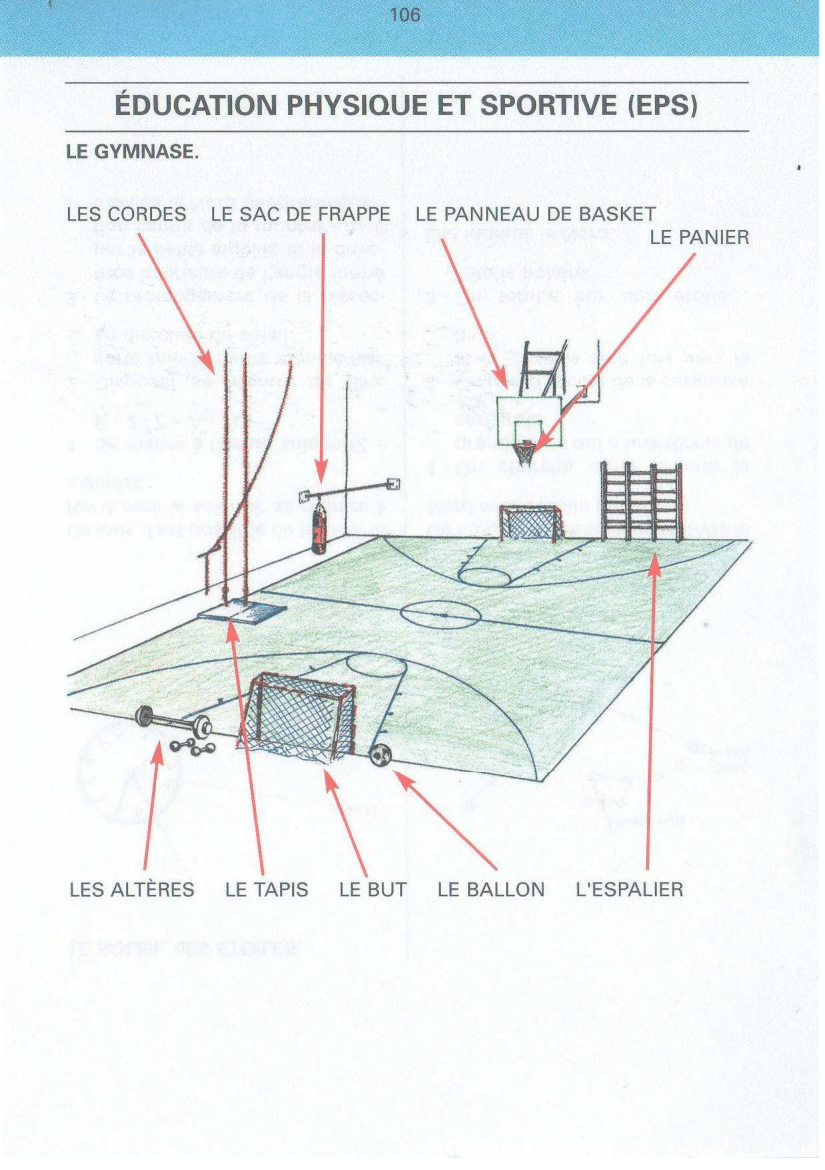 106
ÉDUCATION PHYSIQUE ET SPORTIVE (EPS)
LE GYMNASE.
LES CORDES LE SAC DE FRAPPE LE PANNEAU DE BASKET
LE PANIER
LES ALTÈRES LE TAPIS LE BUT LE BALLON L'ESPALIER